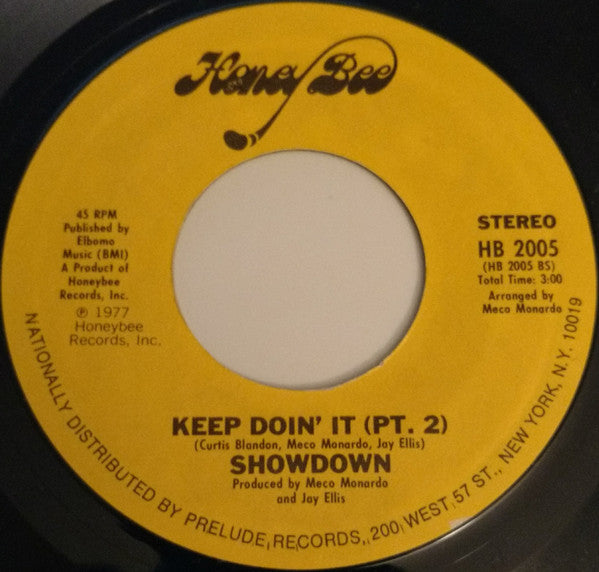 Honey Bee
45 RPM
Published by
Elbomo
Music (BMI)
A Product of
Honeybee
Records, Inc.
℗ 1977
Honeybee
Records, Inc.
STEREO
HB 2005
(HB 2005 BS)
Total Time: 3:00
Arranged by
Meco Monardo
KEEP DOIN' IT (PT. 2)
(Curtis Blandon, Meco Monardo, Jay Ellis)
SHOWDOWN
Produced by Meco Monardo
and Jay Ellis
NATIONALLY DISTRIBUTED BY PRELUDE RECORDS, 200 WEST 57 ST., NEW YORK, N.Y. 10019